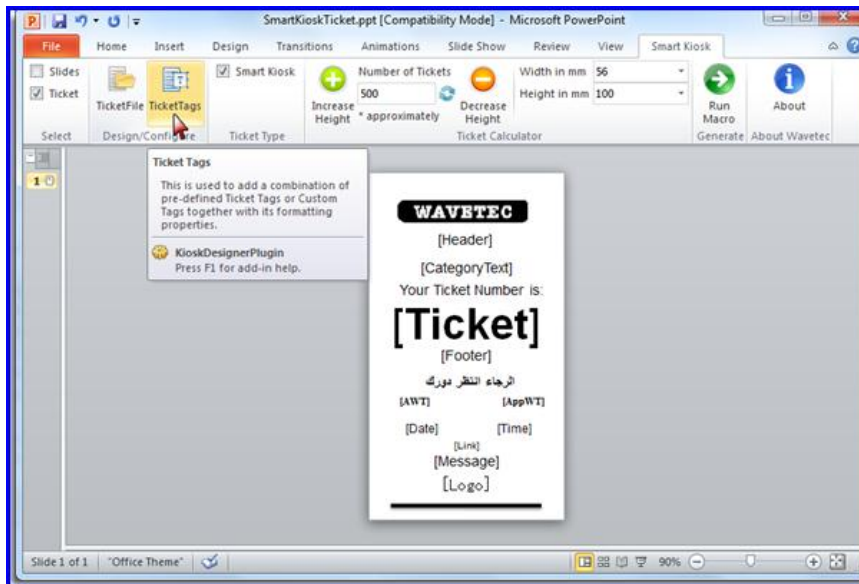 SmartKioskTicket.ppt [Compatibility Mode] - Microsoft PowerPoint
File Home Insert Design Transitions Animations Slide Show Review View Smart Kiosk
Slides
Ticket
Select
TicketFile
TicketTags
Design/Configure
Smart Kiosk
Ticket Type
Increase Height
Number of Tickets
500
* approximately
Decrease Height
Width in mm 56
Height in mm 100
Ticket Calculator
Run Macro
Generate
About
About Wavetec
Ticket Tags
This is used to add a combination of
pre-defined Ticket Tags or Custom
Tags together with its formatting
properties.
KioskDesignerPlugin
Press F1 for add-in help.
1
WAVETEC
[Header]
[CategoryText]
Your Ticket Number is:
[Ticket]
[Footer]
الرجاء انتظر دورك
[AWT] [AppWT]
[Date] [Time]
[Link]
[Message]
[Logo]
Slide 1 of 1 "Office Theme" 90%